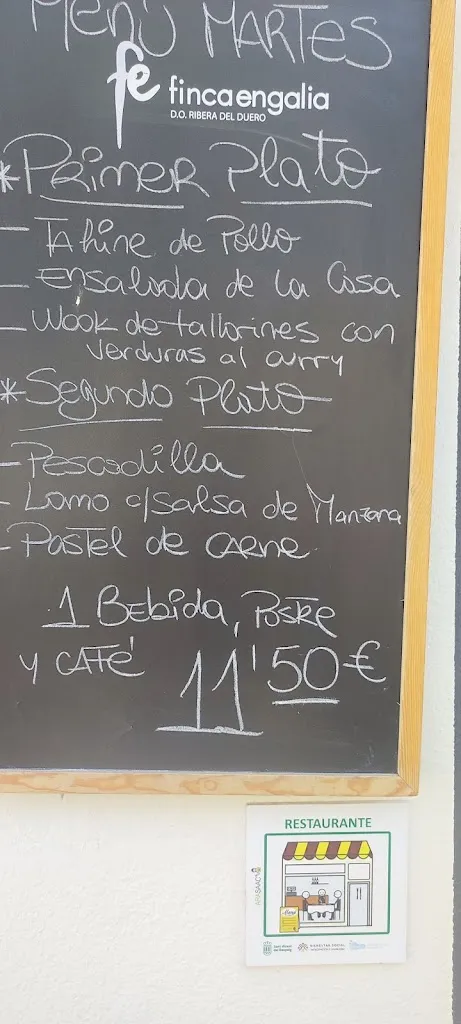 MENÚ MARTES
fe fincaengalia
D.O. RIBERA DEL DUERO
* PRIMER Plato
- TAhine de Pollo
- Ensalada de La Casa
- Wook de tallarines con
verduras al curry
* Segundo Plato
- Pescadilla
- Lomo c/salsa de Manzana
- Pastel de CARNE
1 Bebida, Postre
y CAFé 11'50€
RESTAURANTE